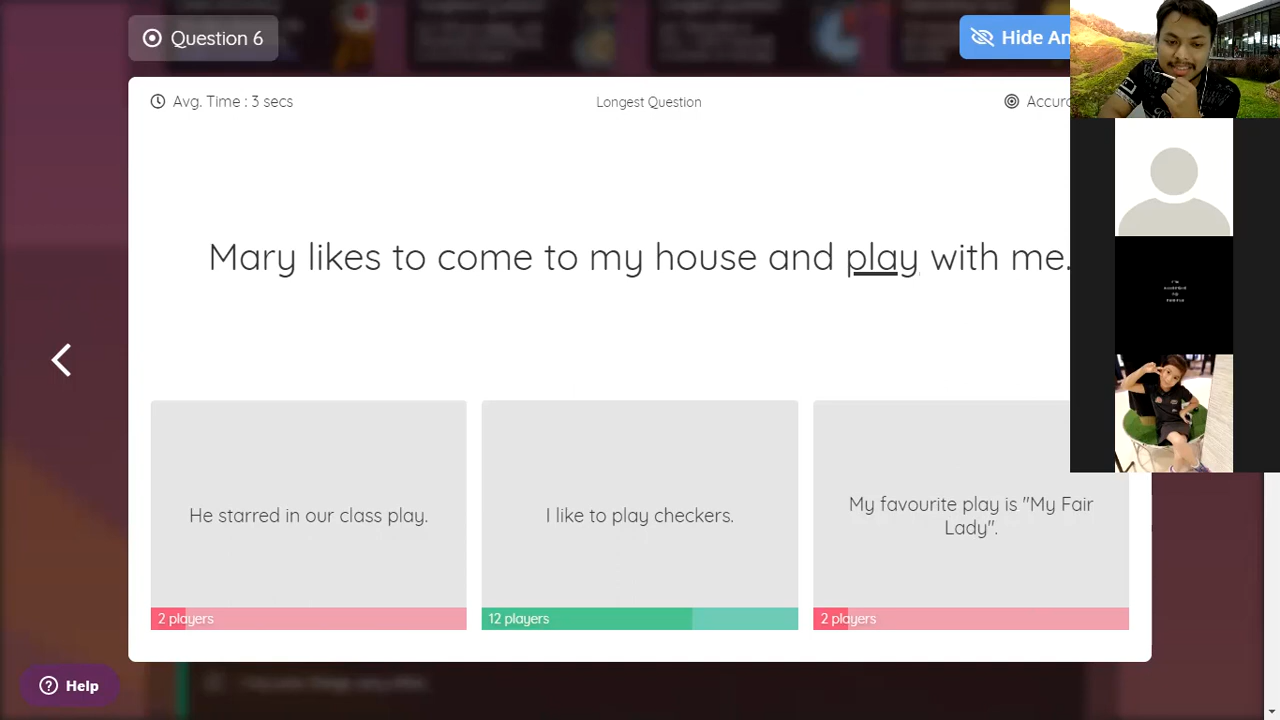 Question 6
Hide An
Avg. Time : 3 secs
Longest Question
Accurac
Mary likes to come to my house and play with me.
He starred in our class play.
I like to play checkers.
My favourite play is "My Fair
Lady".
2 players
12 players
2 players
Help